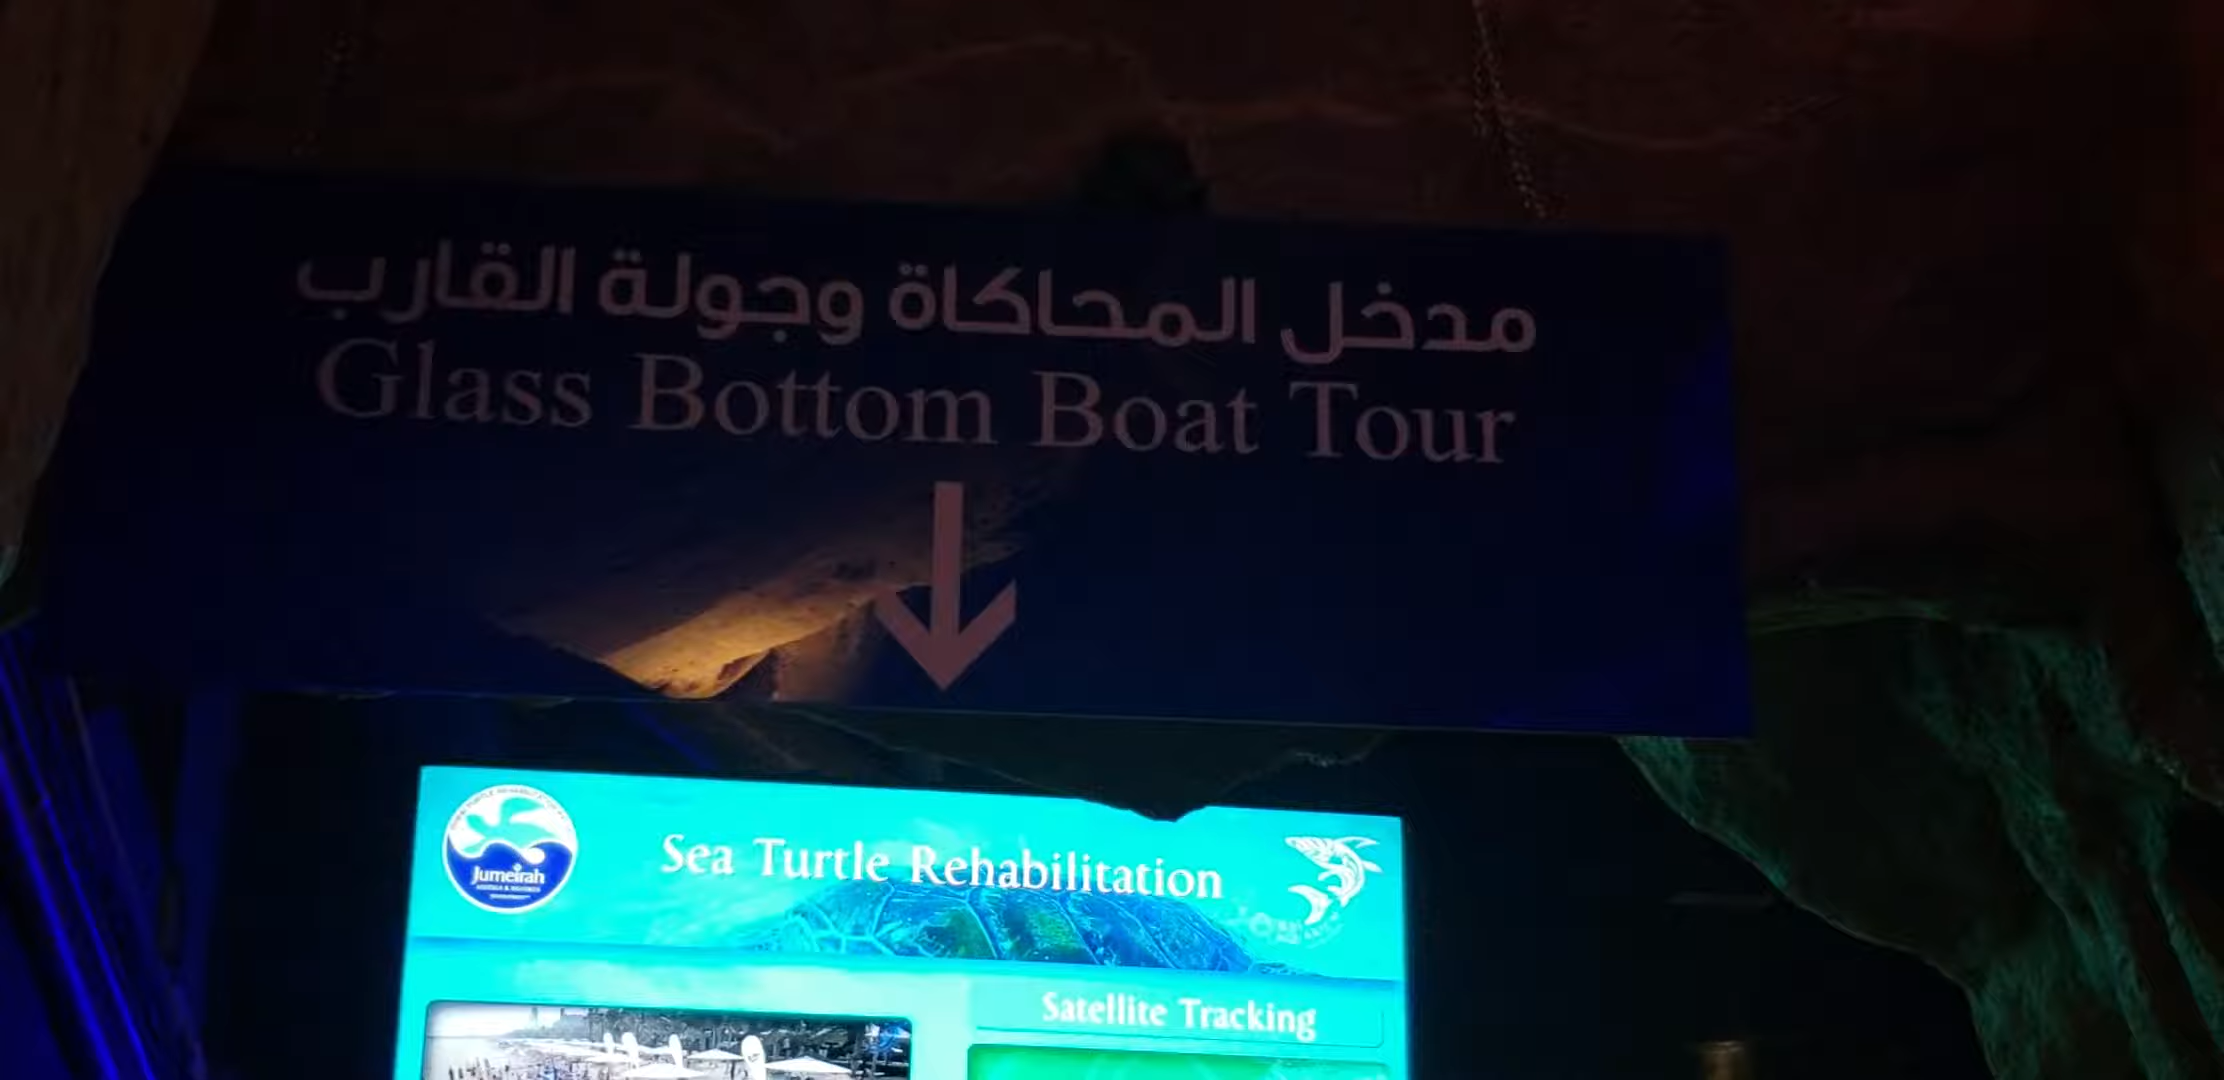 مدخل المحاكاة وجولة القارب
Glass Bottom Boat Tour
Jumeirah
Sea Turtle Rehabilitation
Satellite Tracking